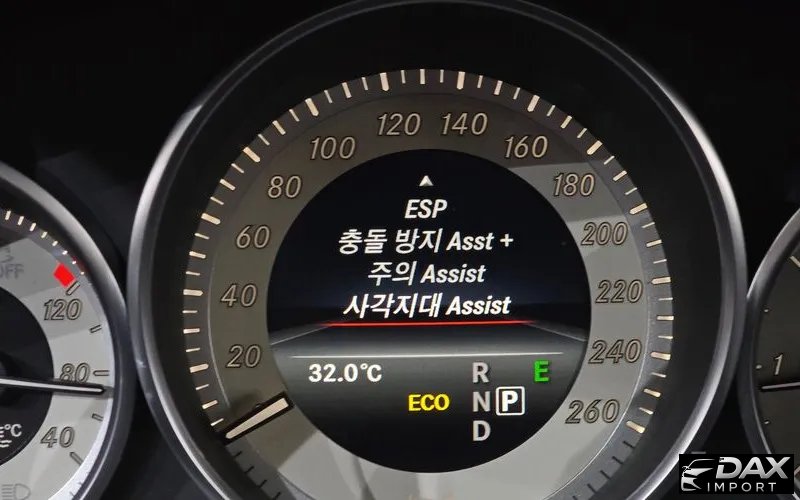 120 140
100 160
80 180
60 200
40 220
20 240
260
ESP
충돌 방지 Asst +
주의 Assist
사각지대 Assist
32.0°C
R E
ECO N P
D
OFF
120
80
40
°C
1
DAX
IMPORT